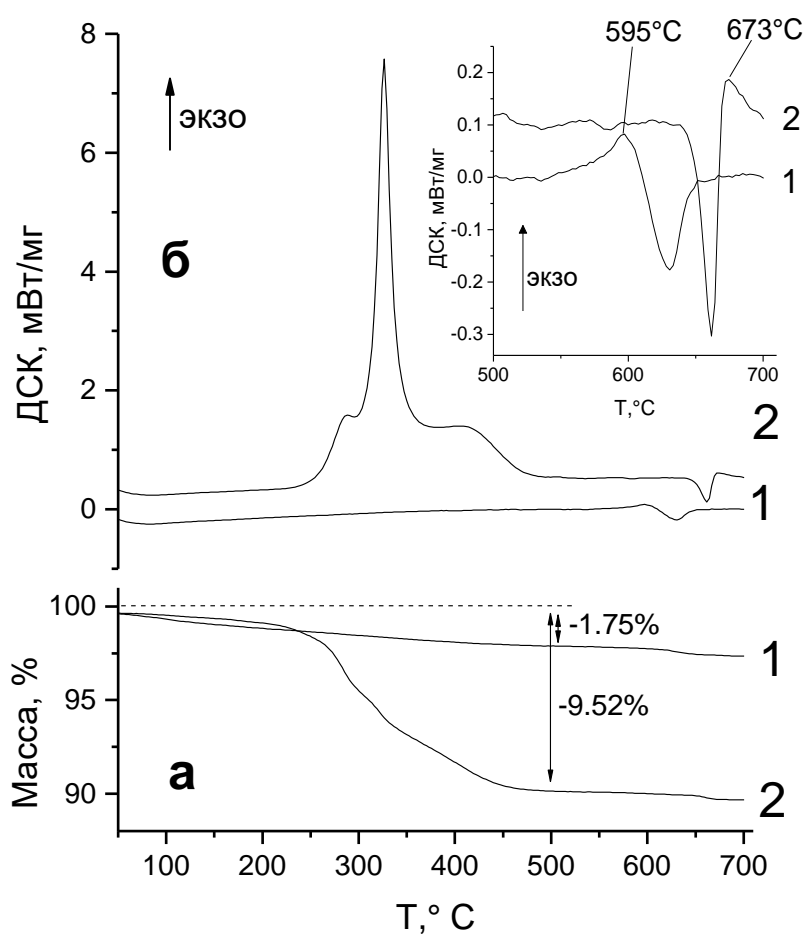 8
6
4
2
0
ДСК, мВт/мг
ЭКЗО
б
2
1
595°C
673°C
0.2
0.1
0.0
-0.1
-0.2
-0.3
ДСК, мВт/мг
ЭКЗО
2
1
500
600
700
T,°C
100
95
90
Масса, %
а
-1.75%
-9.52%
1
2
100
200
300
400
500
600
700
T,° C